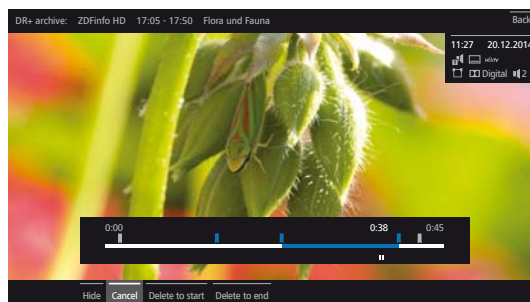 DR+ archive: ZDFinfo HD 17:05 - 17:50 Flora und Fauna
Back
11:27 20.12.2014
Digital 2
0:00 0:38 0:45
Hide Cancel Delete to start Delete to end